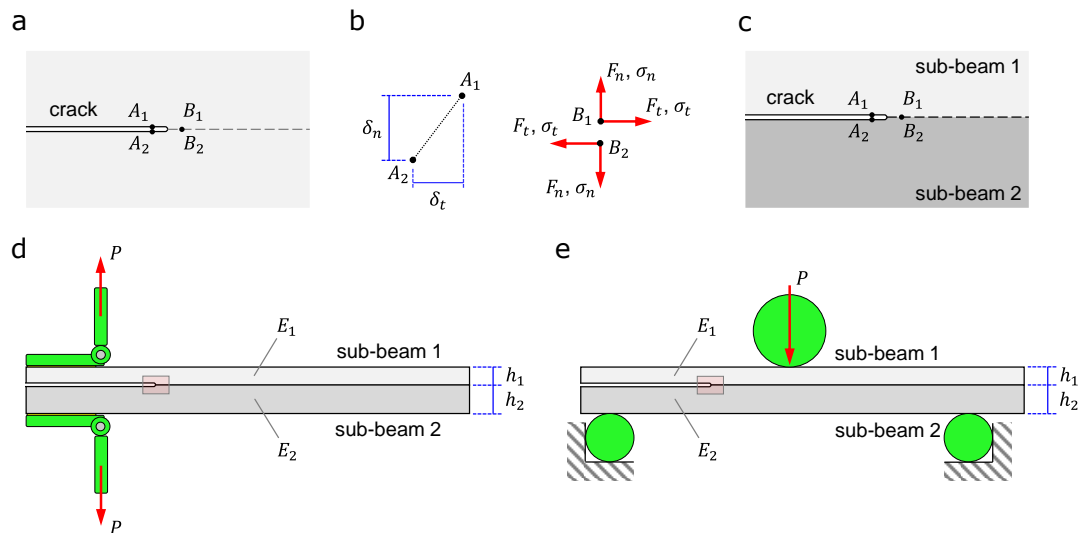 a
crack
A₁
A₂
B₁
B₂
b
δₙ
A₁
A₂
δₜ
Fₙ, σₙ
B₁
Fₜ, σₜ
Fₜ, σₜ
B₂
Fₙ, σₙ
c
sub-beam 1
crack
A₁
A₂
B₁
B₂
sub-beam 2
d
P
E₁
sub-beam 1
h₁
h₂
E₂
sub-beam 2
P
e
P
E₁
sub-beam 1
h₁
h₂
E₂
sub-beam 2